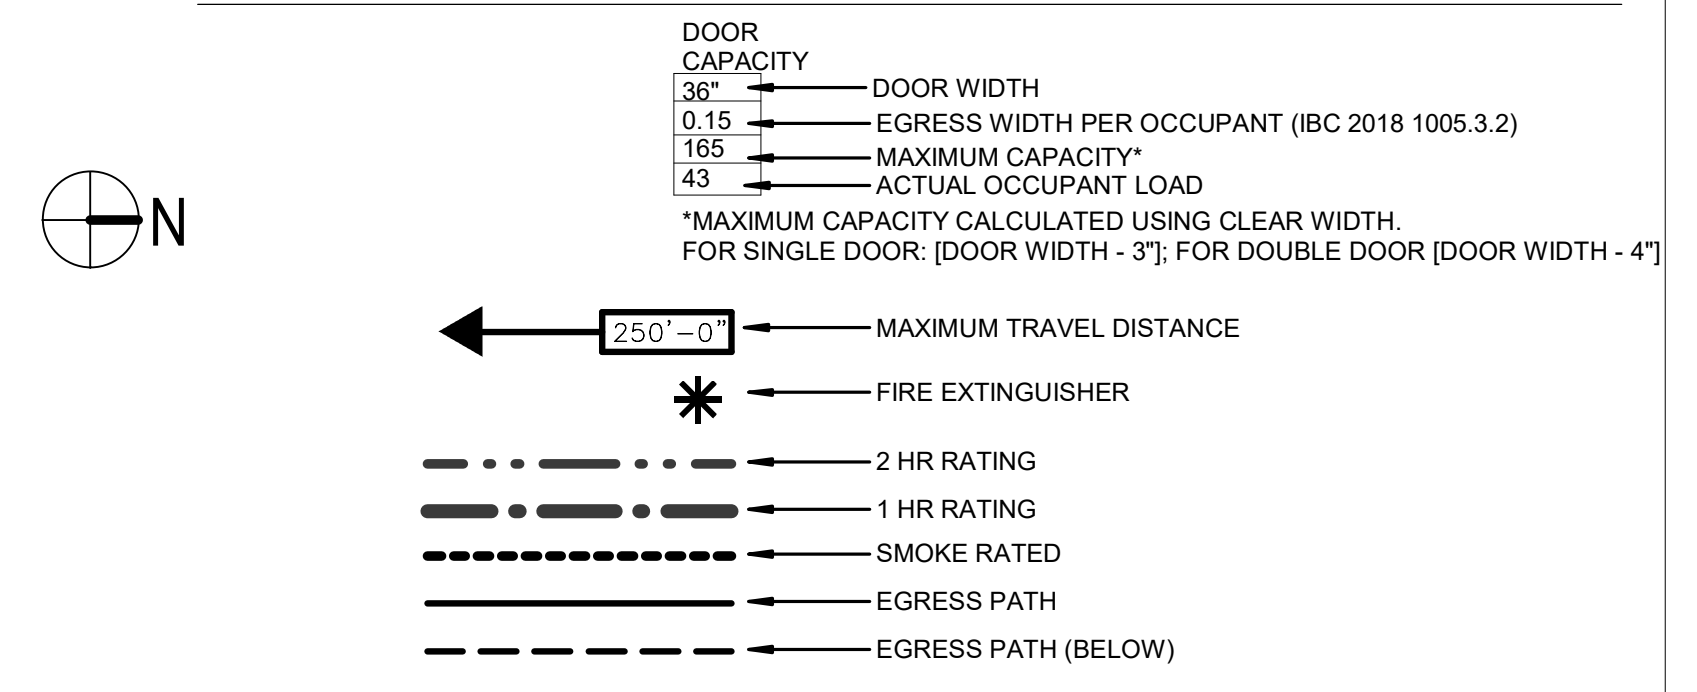 DOOR
CAPACITY
36" DOOR WIDTH
0.15 EGRESS WIDTH PER OCCUPANT (IBC 2018 1005.3.2)
165 MAXIMUM CAPACITY*
43 ACTUAL OCCUPANT LOAD
*MAXIMUM CAPACITY CALCULATED USING CLEAR WIDTH.
FOR SINGLE DOOR: [DOOR WIDTH - 3"]; FOR DOUBLE DOOR [DOOR WIDTH - 4"]
N
250'-0" MAXIMUM TRAVEL DISTANCE
FIRE EXTINGUISHER
2 HR RATING
1 HR RATING
SMOKE RATED
EGRESS PATH
EGRESS PATH (BELOW)